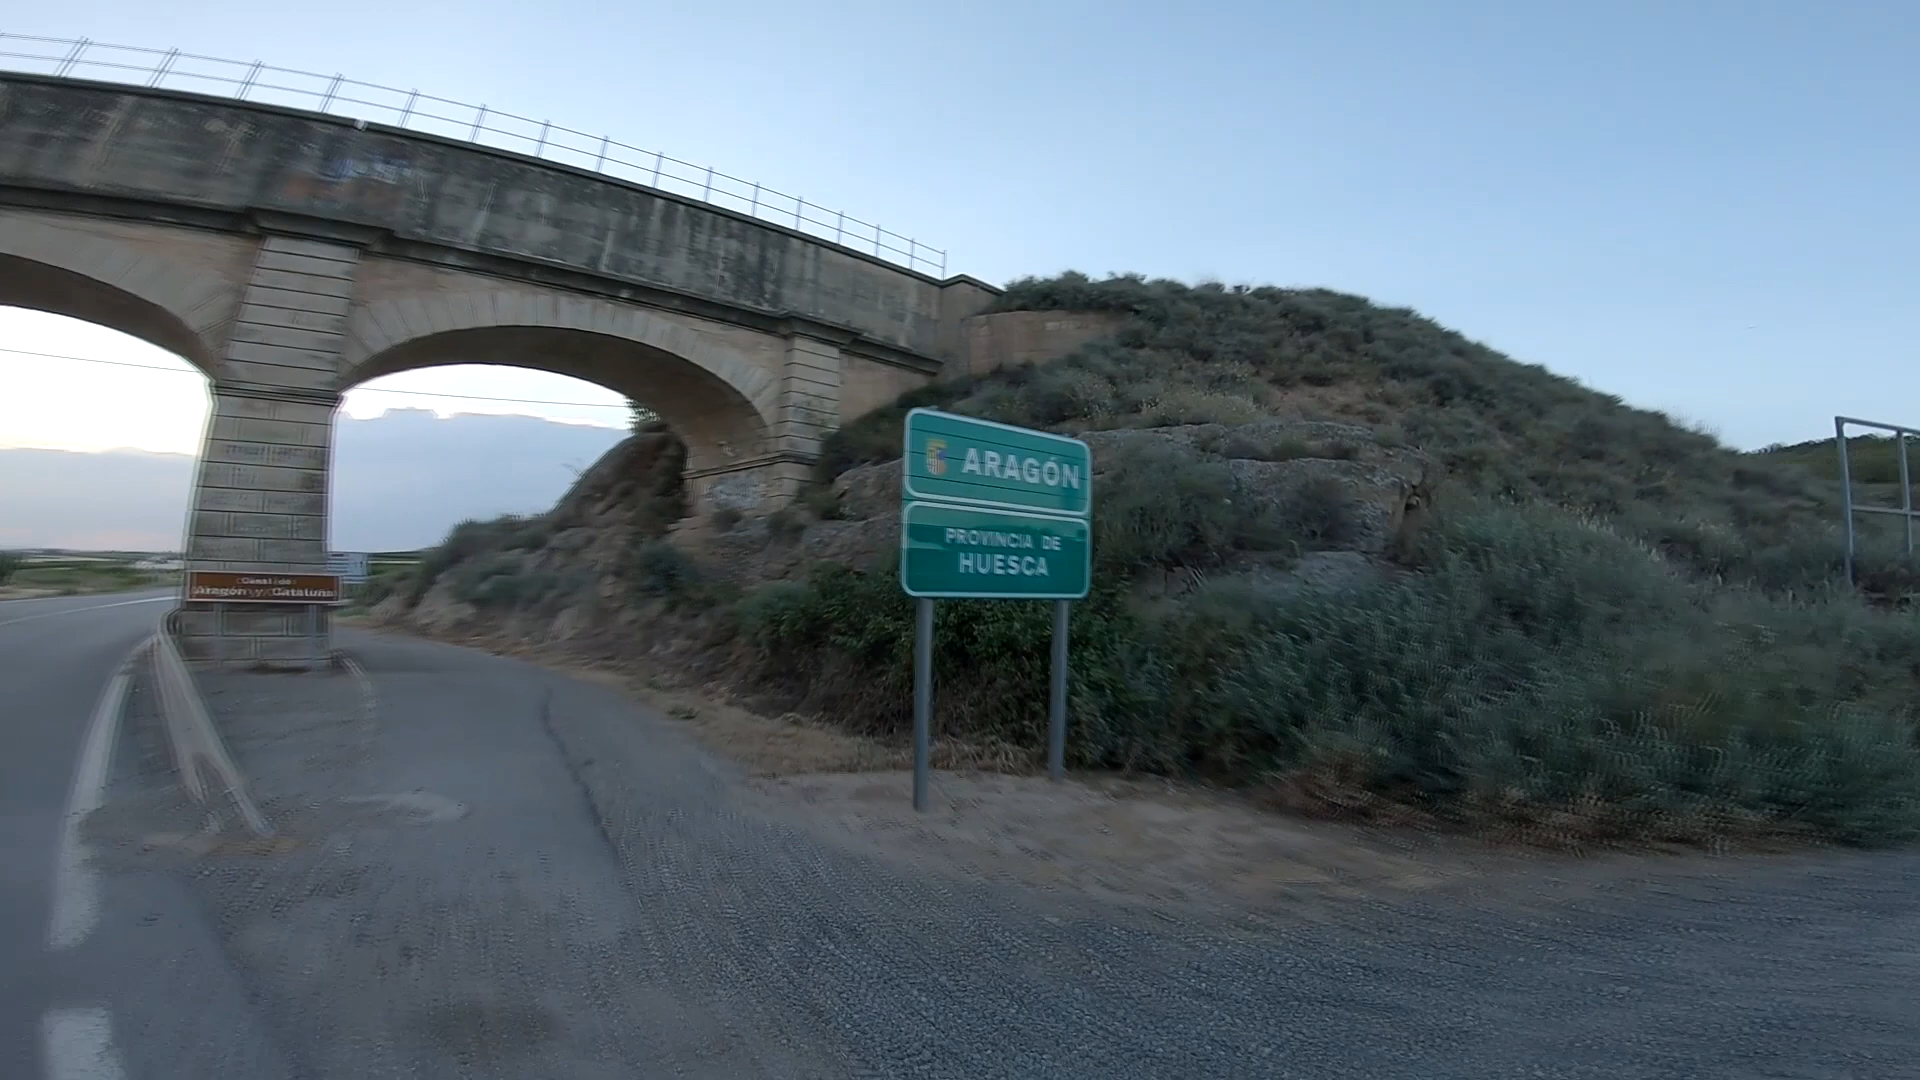 Canal de
Aragón y Cataluña
ARAGÓN
PROVINCIA DE
HUESCA